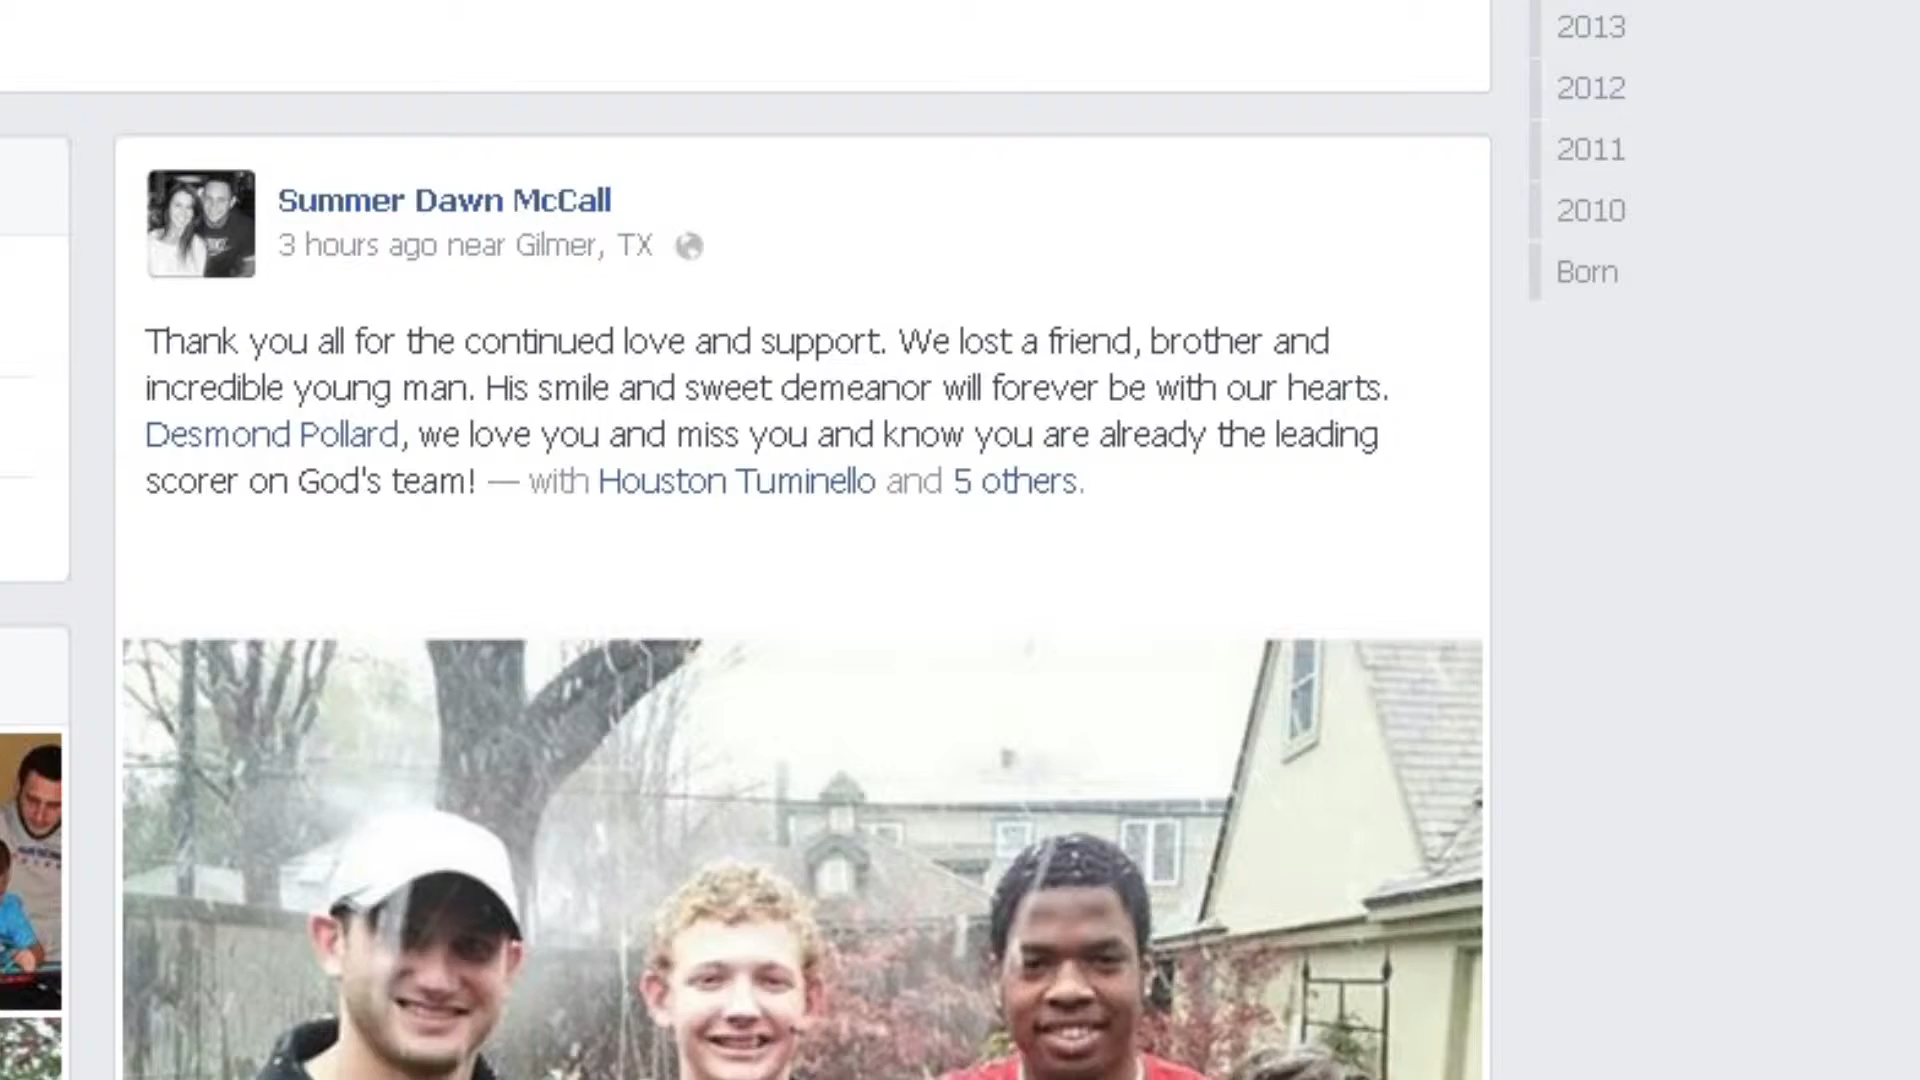 2013
2012
2011
2010
Born
Summer Dawn McCall
3 hours ago near Gilmer, TX
Thank you all for the continued love and support. We lost a friend, brother and
incredible young man. His smile and sweet demeanor will forever be with our hearts.
Desmond Pollard, we love you and miss you and know you are already the leading
scorer on God's team! — with Houston Tuminello and 5 others.